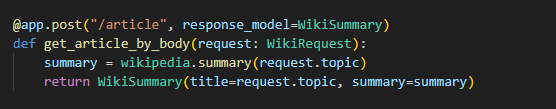 @app.post("/article", response_model=WikiSummary)
def get_article_by_body(request: WikiRequest):
    summary = wikipedia.summary(request.topic)
    return WikiSummary(title=request.topic, summary=summary)